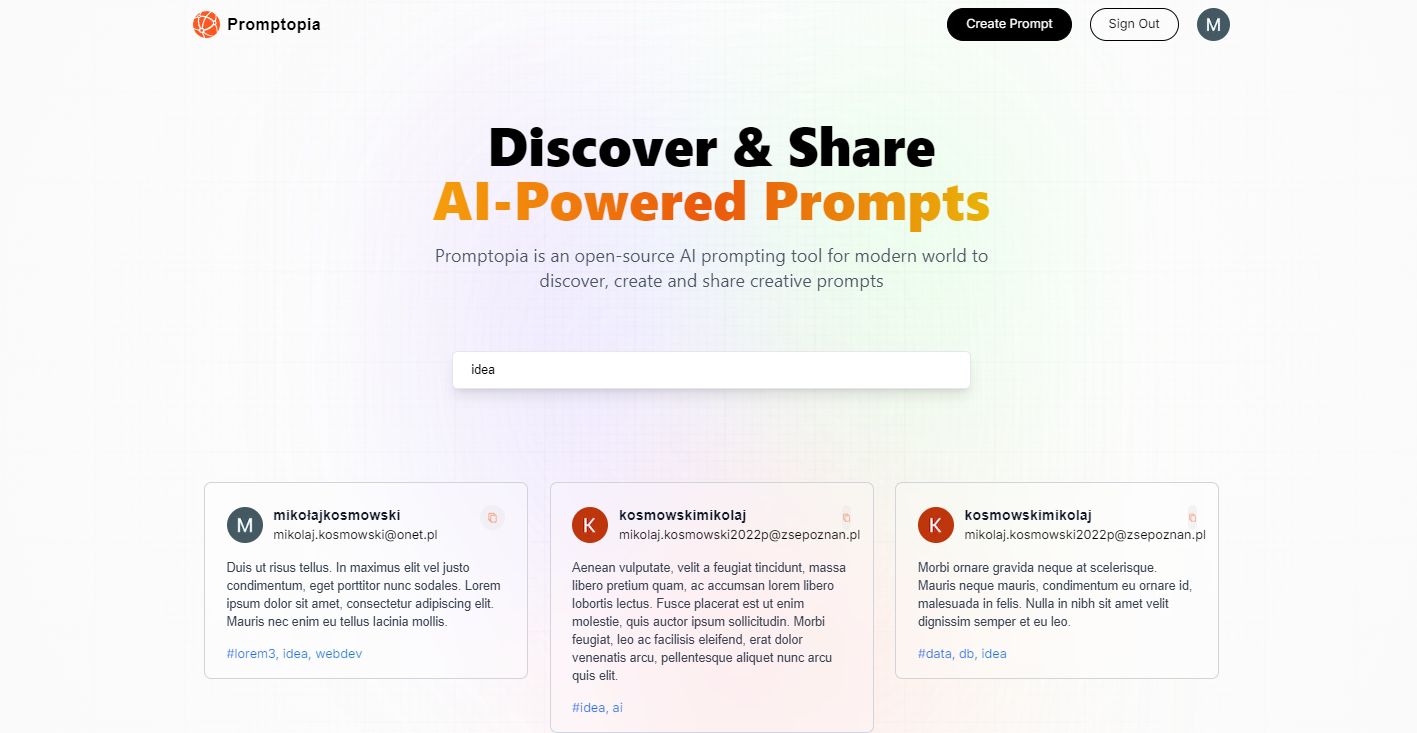 Promptopia
Create Prompt
Sign Out
M
Discover & Share
AI-Powered Prompts
Promptopia is an open-source AI prompting tool for modern world to
discover, create and share creative prompts
idea
M
mikołajkosmowski
mikolaj.kosmowski@onet.pl
Duis ut risus tellus. In maximus elit vel justo
condimentum, eget porttitor nunc sodales. Lorem
ipsum dolor sit amet, consectetur adipiscing elit.
Mauris nec enim eu tellus lacinia mollis.
#lorem3, idea, webdev
K
kosmowskimikolaj
mikolaj.kosmowski2022p@zsepoznan.pl
Aenean vulputate, velit a feugiat tincidunt, massa
libero pretium quam, ac accumsan lorem libero
lobortis lectus. Fusce placerat est ut enim
molestie, quis auctor ipsum sollicitudin. Morbi
feugiat, leo ac facilisis eleifend, erat dolor
venenatis arcu, pellentesque aliquet nunc arcu
quis elit.
#idea, ai
K
kosmowskimikolaj
mikolaj.kosmowski2022p@zsepoznan.pl
Morbi ornare gravida neque at scelerisque.
Mauris neque mauris, condimentum eu ornare id,
malesuada in felis. Nulla in nibh sit amet velit
dignissim semper et eu leo.
#data, db, idea